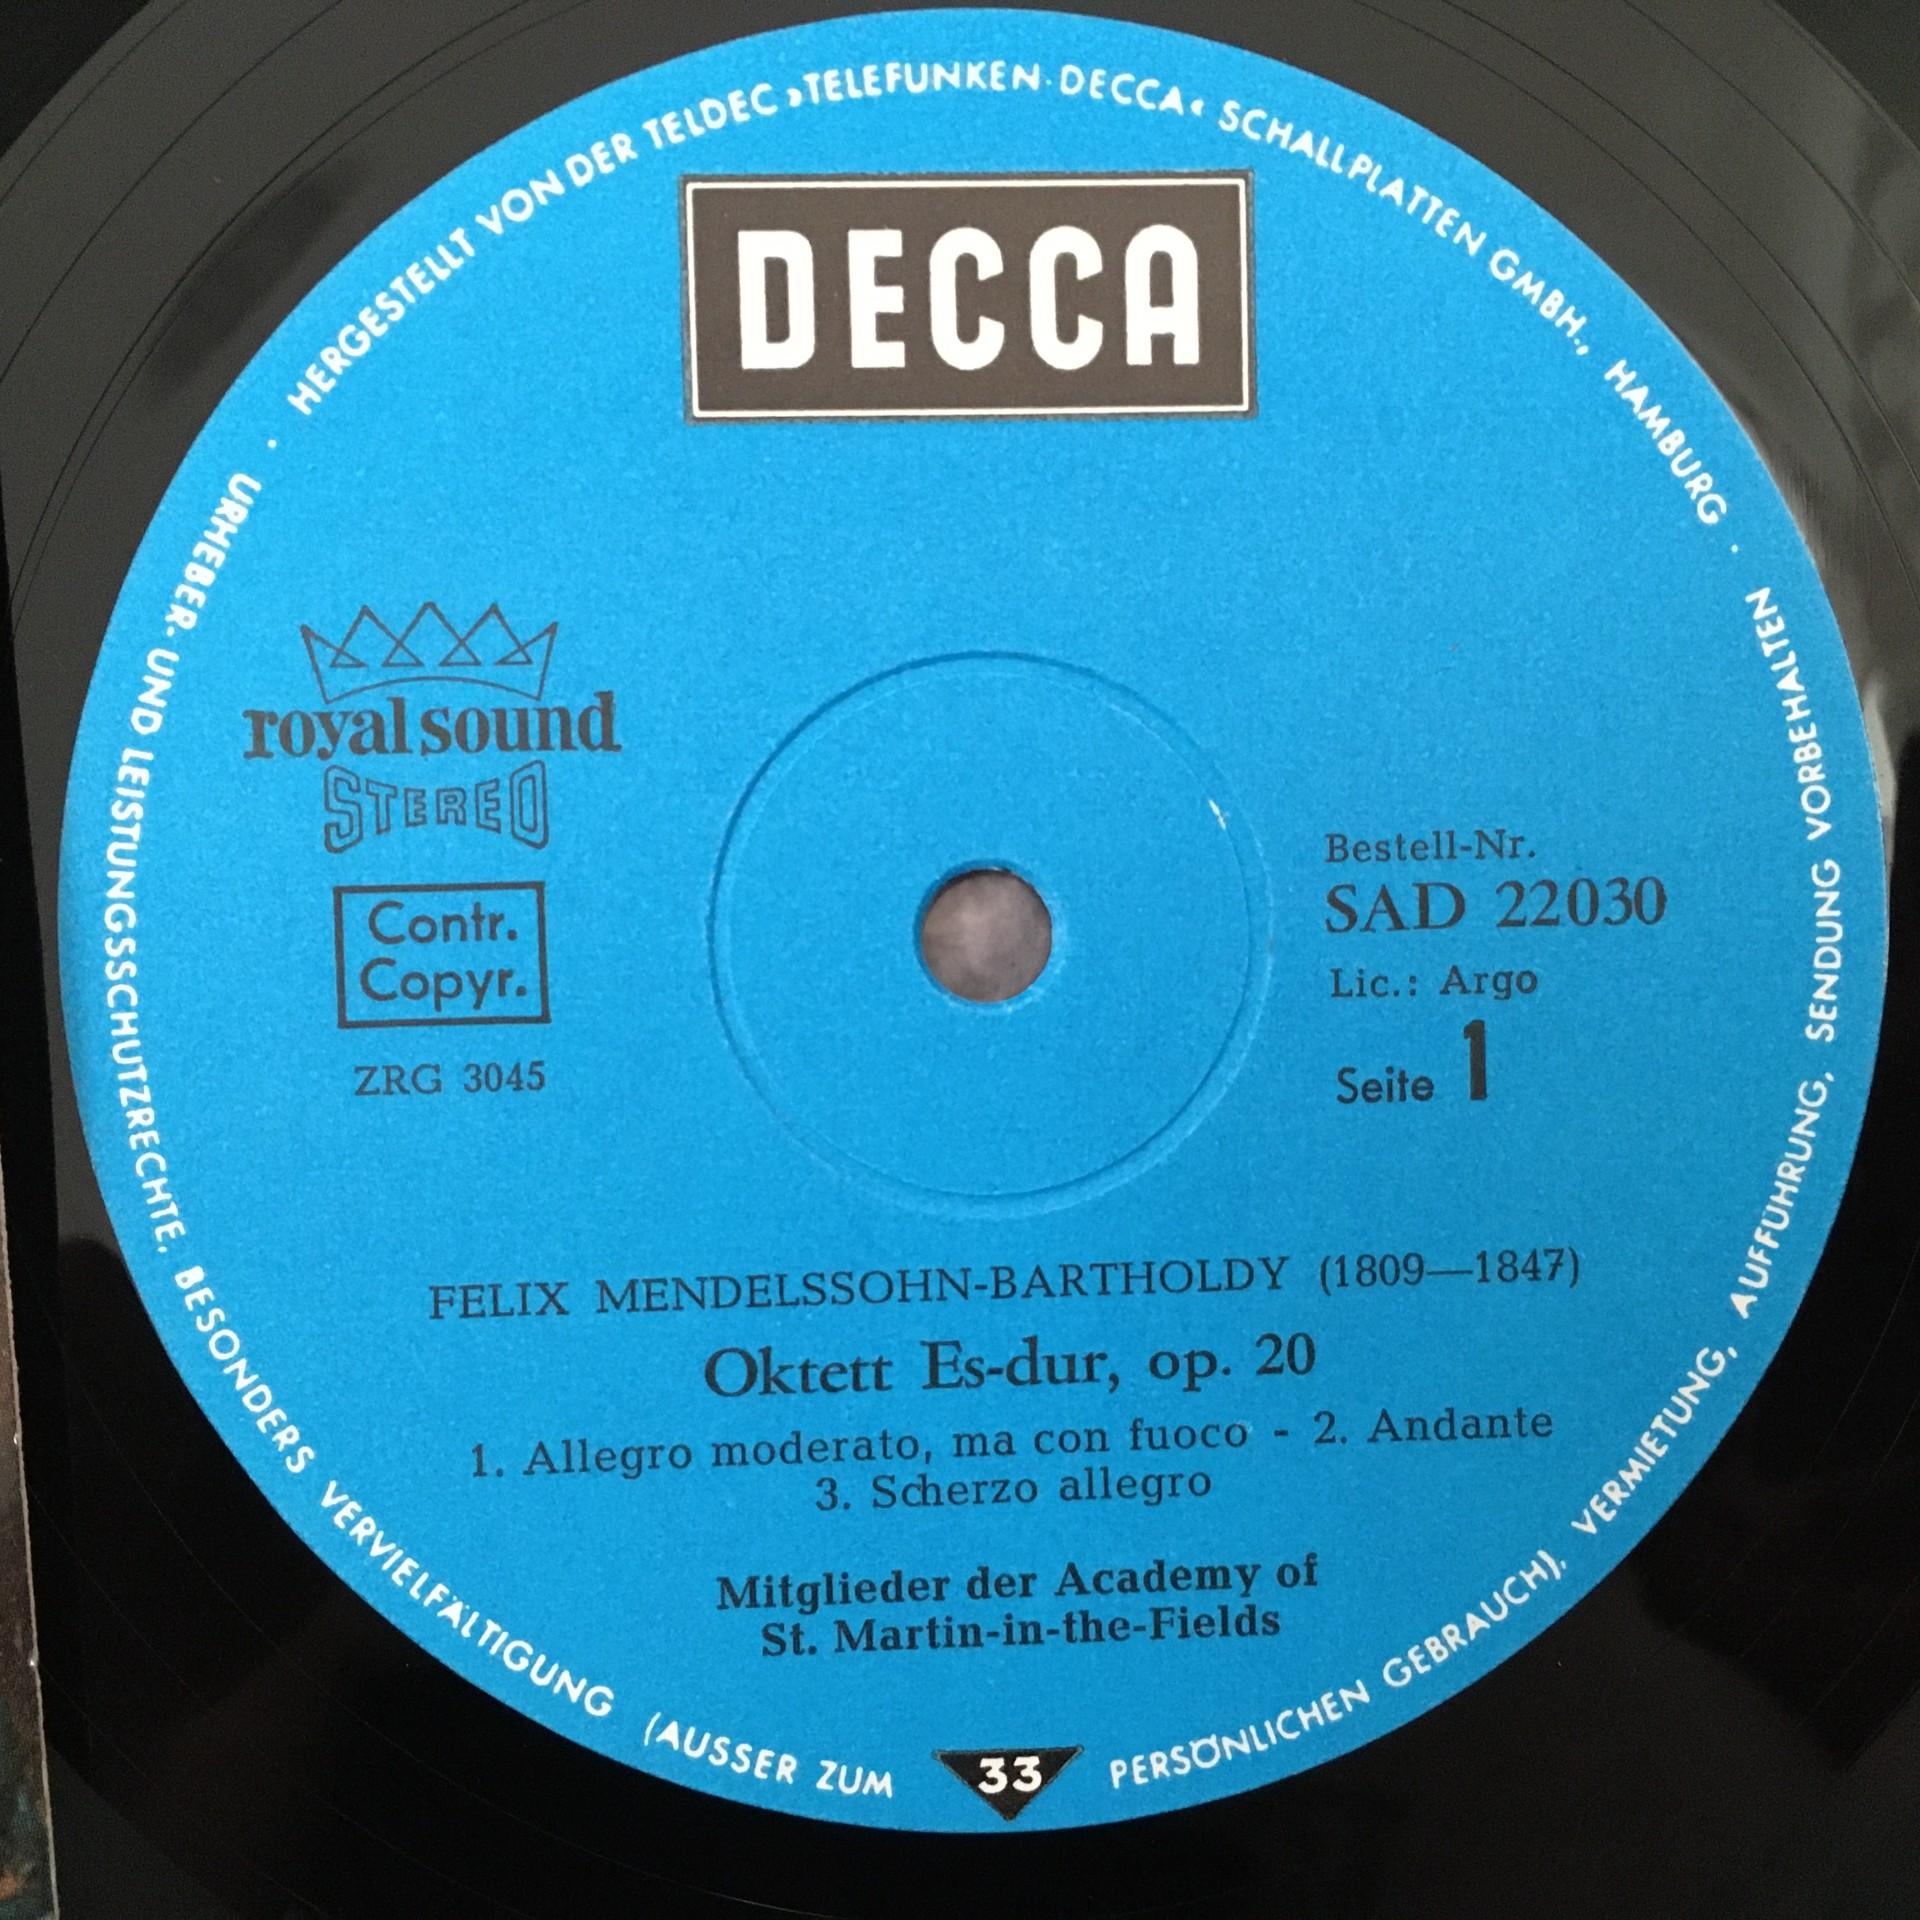 HERGESTELLT VON DER TELDEC »TELEFUNKEN·DECCA« SCHALLPLATTEN GMBH., HAMBURG ·
URHEBER- UND LEISTUNGSSCHUTZRECHTE, BESONDERS VERVIELFÄLTIGUNG (AUSSER ZUM PERSÖNLICHEN GEBRAUCH), VERMIETUNG, AUFFÜHRUNG, SENDUNG VORBEHALTEN ·
DECCA
royal sound
STEREO
Contr.
Copyr.
ZRG 3045
Bestell-Nr.
SAD 22030
Lic.: Argo
Seite 1
FELIX MENDELSSOHN-BARTHOLDY (1809—1847)
Oktett Es-dur, op. 20
1. Allegro moderato, ma con fuoco - 2. Andante
3. Scherzo allegro
Mitglieder der Academy of
St. Martin-in-the-Fields
33